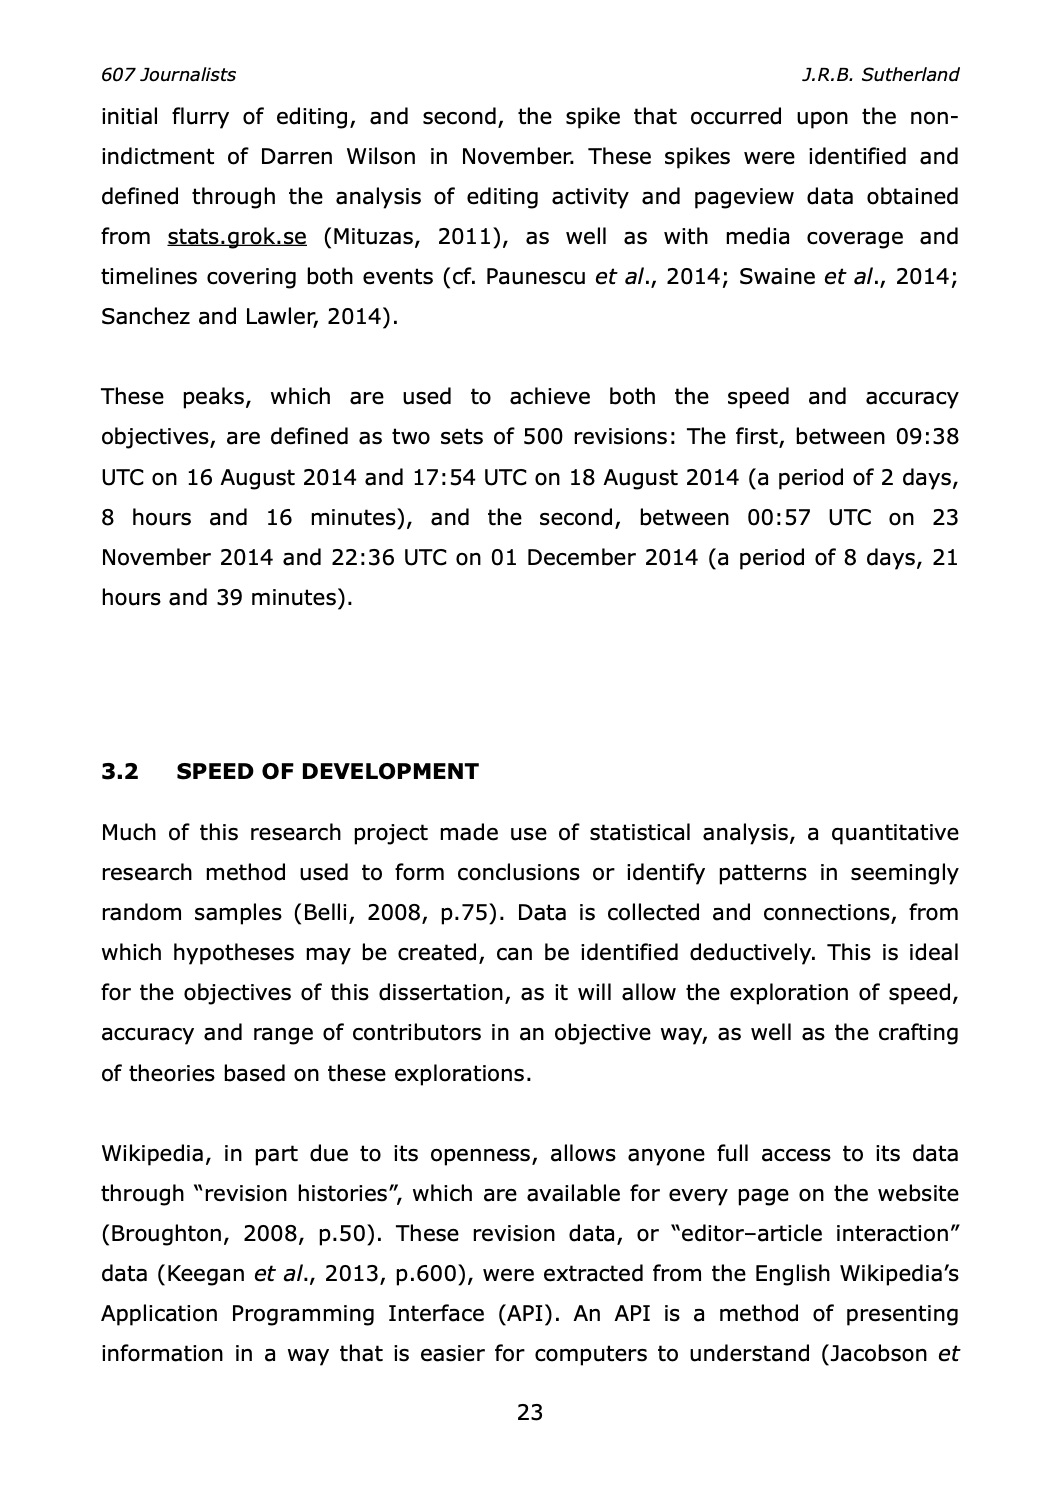 607 Journalists J.R.B. Sutherland
initial flurry of editing, and second, the spike that occurred upon the non-
indictment of Darren Wilson in November. These spikes were identified and
defined through the analysis of editing activity and pageview data obtained
from stats.grok.se (Mituzas, 2011), as well as with media coverage and
timelines covering both events (cf. Paunescu et al., 2014; Swaine et al., 2014;
Sanchez and Lawler, 2014).
These peaks, which are used to achieve both the speed and accuracy
objectives, are defined as two sets of 500 revisions: The first, between 09:38
UTC on 16 August 2014 and 17:54 UTC on 18 August 2014 (a period of 2 days,
8 hours and 16 minutes), and the second, between 00:57 UTC on 23
November 2014 and 22:36 UTC on 01 December 2014 (a period of 8 days, 21
hours and 39 minutes).
3.2 SPEED OF DEVELOPMENT
Much of this research project made use of statistical analysis, a quantitative
research method used to form conclusions or identify patterns in seemingly
random samples (Belli, 2008, p.75). Data is collected and connections, from
which hypotheses may be created, can be identified deductively. This is ideal
for the objectives of this dissertation, as it will allow the exploration of speed,
accuracy and range of contributors in an objective way, as well as the crafting
of theories based on these explorations.
Wikipedia, in part due to its openness, allows anyone full access to its data
through “revision histories”, which are available for every page on the website
(Broughton, 2008, p.50). These revision data, or “editor–article interaction”
data (Keegan et al., 2013, p.600), were extracted from the English Wikipedia’s
Application Programming Interface (API). An API is a method of presenting
information in a way that is easier for computers to understand (Jacobson et
23